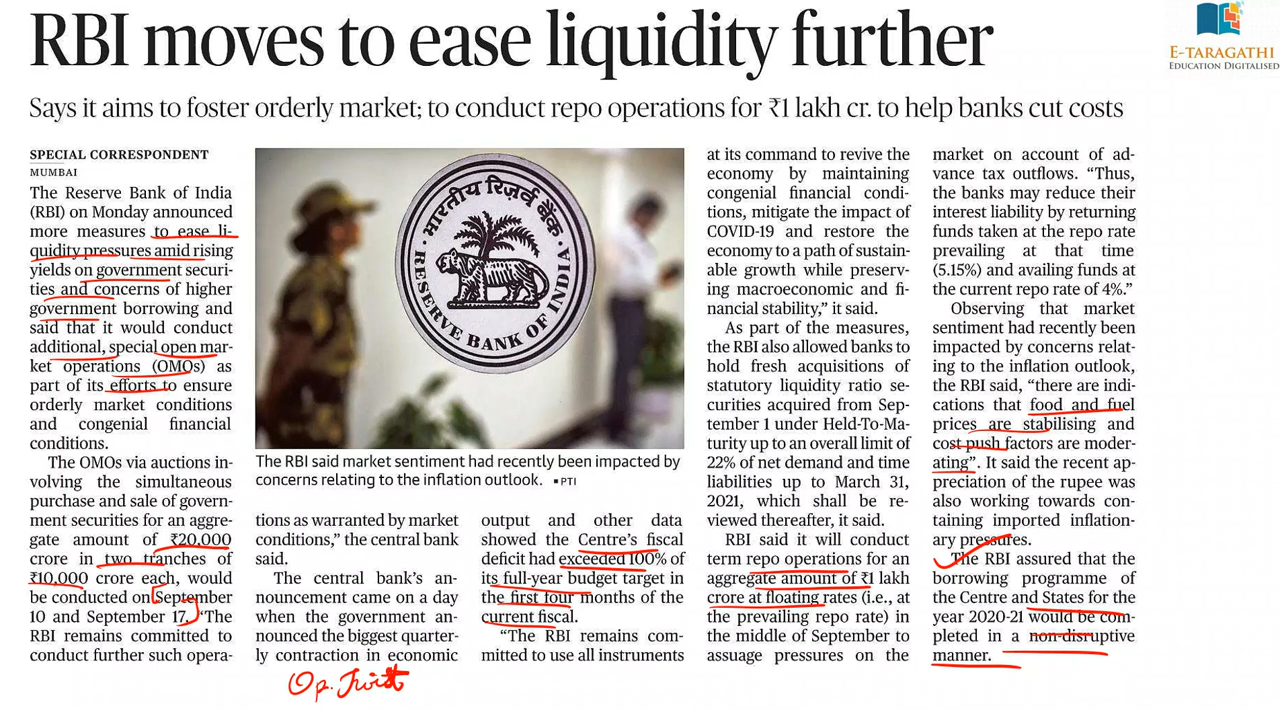 RBI moves to ease liquidity further
E-TARAGATHI
EDUCATION DIGITALISED
Says it aims to foster orderly market; to conduct repo operations for ₹1 lakh cr. to help banks cut costs
SPECIAL CORRESPONDENT
MUMBAI
The Reserve Bank of India
(RBI) on Monday announced
more measures to ease li-
quidity pressures amid rising
yields on government securi-
ties and concerns of higher
government borrowing and
said that it would conduct
additional, special open mar-
ket operations (OMOs) as
part of its efforts to ensure
orderly market conditions
and congenial financial
conditions.
The OMOs via auctions in-
volving the simultaneous
purchase and sale of govern-
ment securities for an aggre-
gate amount of ₹20,000
crore in two tranches of
₹10,000 crore each, would
be conducted on September
10 and September 17. “The
RBI remains committed to
conduct further such opera-
भारतीय रिज़र्व बैंक
RESERVE BANK OF INDIA
The RBI said market sentiment had recently been impacted by
concerns relating to the inflation outlook. ▪ PTI
tions as warranted by market
conditions,” the central bank
said.
The central bank’s an-
nouncement came on a day
when the government an-
nounced the biggest quarter-
ly contraction in economic
Op. Twist
output and other data
showed the Centre’s fiscal
deficit had exceeded 100% of
its full-year budget target in
the first four months of the
current fiscal.
“The RBI remains com-
mitted to use all instruments
at its command to revive the
economy by maintaining
congenial financial condi-
tions, mitigate the impact of
COVID-19 and restore the
economy to a path of sustain-
able growth while preserv-
ing macroeconomic and fi-
nancial stability,” it said.
As part of the measures,
the RBI also allowed banks to
hold fresh acquisitions of
statutory liquidity ratio se-
curities acquired from Sep-
tember 1 under Held-To-Ma-
turity up to an overall limit of
22% of net demand and time
liabilities up to March 31,
2021, which shall be re-
viewed thereafter, it said.
RBI said it will conduct
term repo operations for an
aggregate amount of ₹1 lakh
crore at floating rates (i.e., at
the prevailing repo rate) in
the middle of September to
assuage pressures on the
market on account of ad-
vance tax outflows. “Thus,
the banks may reduce their
interest liability by returning
funds taken at the repo rate
prevailing at that time
(5.15%) and availing funds at
the current repo rate of 4%.”
Observing that market
sentiment had recently been
impacted by concerns relat-
ing to the inflation outlook,
the RBI said, “there are indi-
cations that food and fuel
prices are stabilising and
cost push factors are moder-
ating”. It said the recent ap-
preciation of the rupee was
also working towards con-
taining imported inflation-
ary pressures.
The RBI assured that the
borrowing programme of
the Centre and States for the
year 2020-21 would be com-
pleted in a non-disruptive
manner.